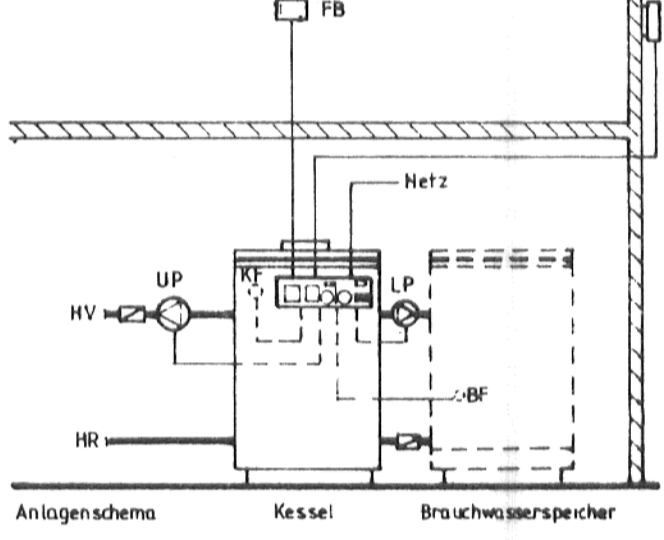 FB
Netz
KF
UP
LP
HV
BF
HR
Anlagenschema Kessel Brauchwasserspeicher